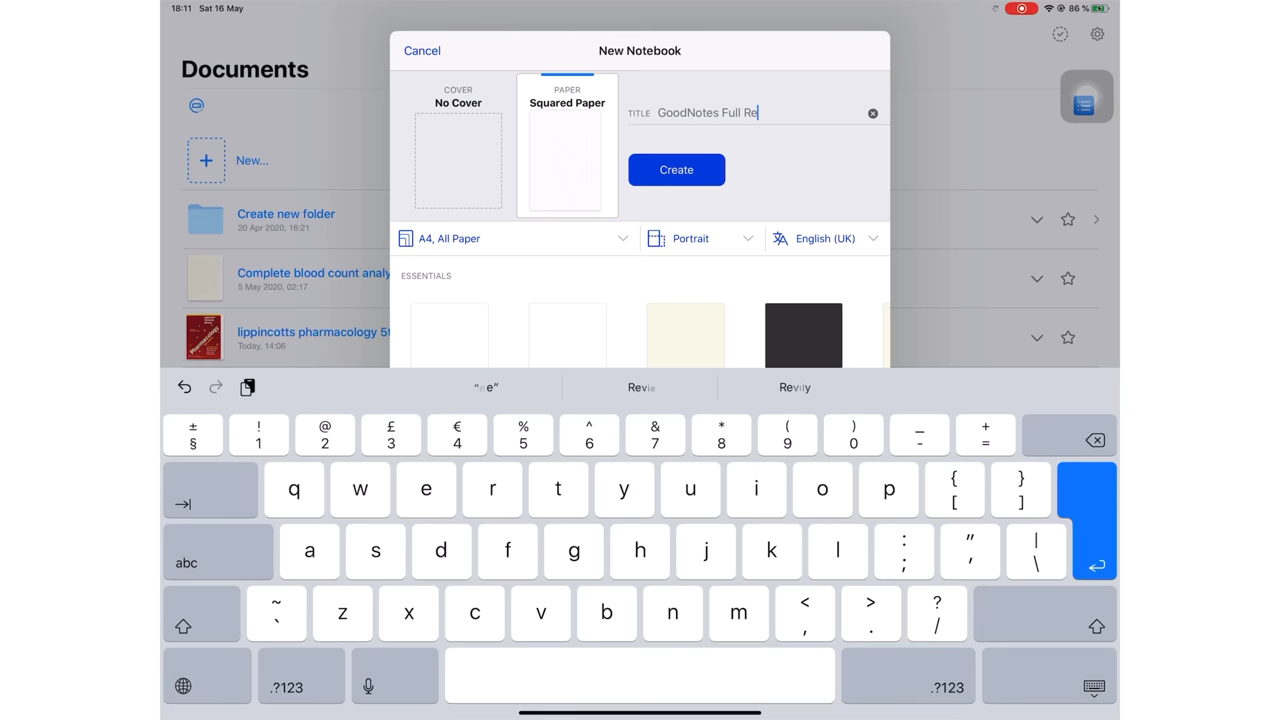 18:11 Sat 16 May
86 %
Cancel
New Notebook
Documents
COVER
No Cover
PAPER
Squared Paper
TITLE GoodNotes Full Re
Create
New...
Create new folder
20 Apr 2020, 16:21
A4, All Paper
Portrait
English (UK)
Complete blood count analy
5 May 2020, 02:17
ESSENTIALS
Pharmacology
lippincotts pharmacology 5t
Today, 14:06
Revie
Revily
± ! @ £ € % ^ & * ( ) _ +
§ 1 2 3 4 5 6 7 8 9 0 - =
q w e r t y u i o p { }
[ ]
abc a s d f g h j k l : " |
; ' \
~ z x c v b n m < > ?
` , . /
.?123 .?123